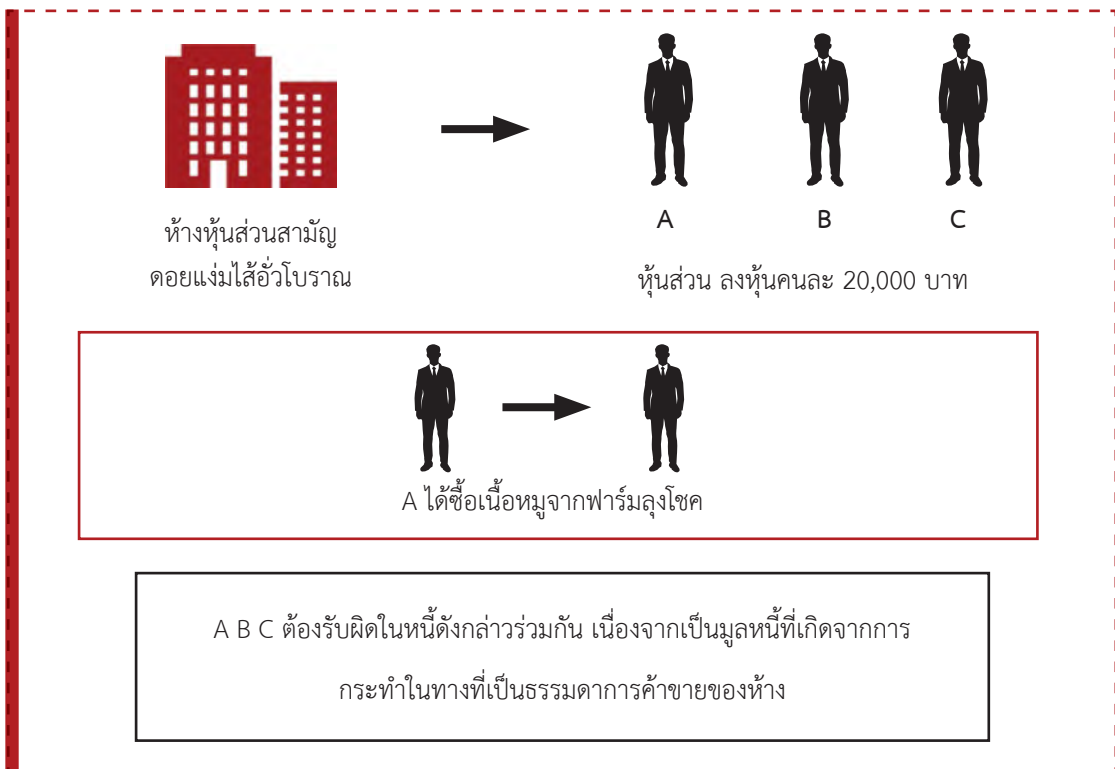 ห้างหุ้นส่วนสามัญ
ดอยแง่มไส้อั่วโบราณ
A B C
หุ้นส่วน ลงหุ้นคนละ 20,000 บาท
A ได้ซื้อเนื้อหมูจากฟาร์มลุงโชค
A B C ต้องรับผิดในหนี้ดังกล่าวร่วมกัน เนื่องจากเป็นมูลหนี้ที่เกิดจากการ
กระทำในทางที่เป็นธรรมดาการค้าขายของห้าง